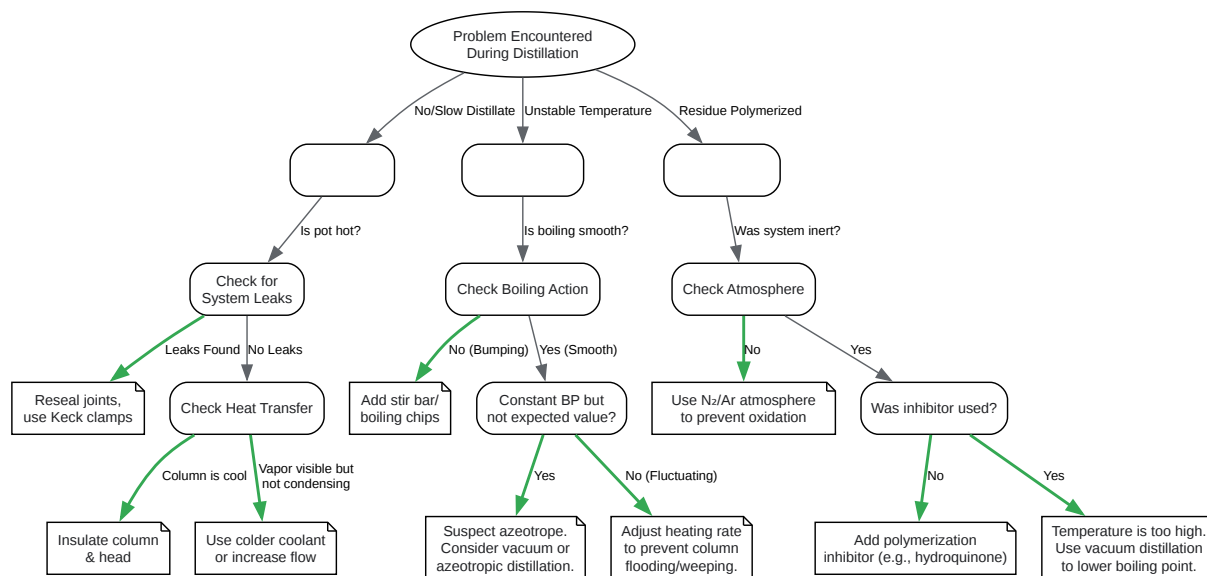 Problem Encountered
During Distillation
No/Slow Distillate
Unstable Temperature
Residue Polymerized
Is pot hot?
Is boiling smooth?
Was system inert?
Check for
System Leaks
Check Boiling Action
Check Atmosphere
Leaks Found
No Leaks
No (Bumping)
Yes (Smooth)
No
Yes
Reseal joints,
use Keck clamps
Check Heat Transfer
Add stir bar/
boiling chips
Constant BP but
not expected value?
Use N₂/Ar atmosphere
to prevent oxidation
Was inhibitor used?
Column is cool
Vapor visible but
not condensing
Yes
No (Fluctuating)
No
Yes
Insulate column
& head
Use colder coolant
or increase flow
Suspect azeotrope.
Consider vacuum or
azeotropic distillation.
Adjust heating rate
to prevent column
flooding/weeping.
Add polymerization
inhibitor (e.g., hydroquinone)
Temperature is too high.
Use vacuum distillation
to lower boiling point.